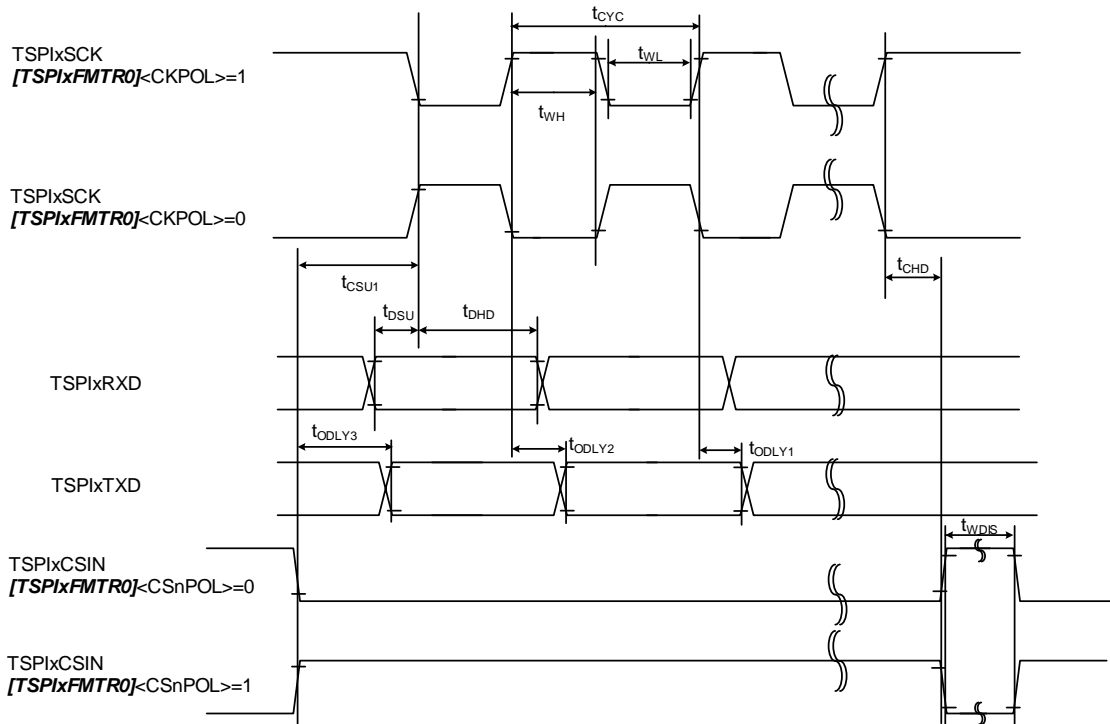 tCYC
TSPIxSCK
[TSPIxFMTR0]<CKPOL>=1
tWL
tWH
TSPIxSCK
[TSPIxFMTR0]<CKPOL>=0
tCSU1
tCHD
tDSU
tDHD
TSPIxRXD
tODLY3
tODLY2
tODLY1
TSPIxTXD
tWDIS
TSPIxCSIN
[TSPIxFMTR0]<CSnPOL>=0
TSPIxCSIN
[TSPIxFMTR0]<CSnPOL>=1